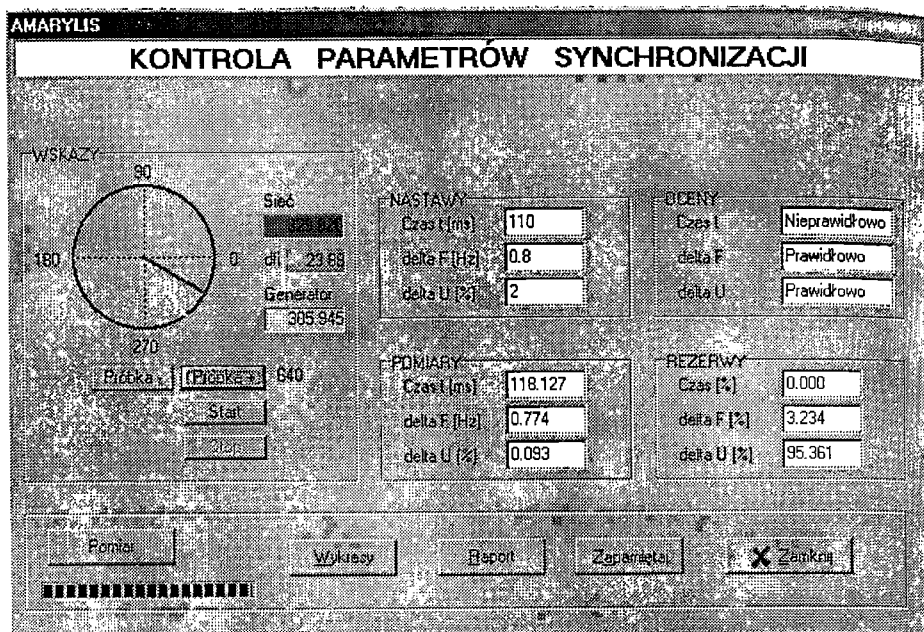 AMARYLIS
KONTROLA PARAMETRÓW SYNCHRONIZACJI
WSKAZY
90
180
0
270
Sieć
dfi 23.89
Generator
305.945
Próbka -
Próbka +
640
Start
Stop
NASTAWY
Czas t [ms] 110
delta F [Hz] 0.8
delta U [%] 2
OCENY
Czas t Nieprawidłowo
delta F Prawidłowo
delta U Prawidłowo
POMIARY
Czas t [ms] 118.127
delta F [Hz] 0.774
delta U [%] 0.093
REZERWY
Czas [%] 0.000
delta F [%] 3.234
delta U [%] 95.361
Pomiar
Wykresy
Raport
Zapamiętaj
Zamknij